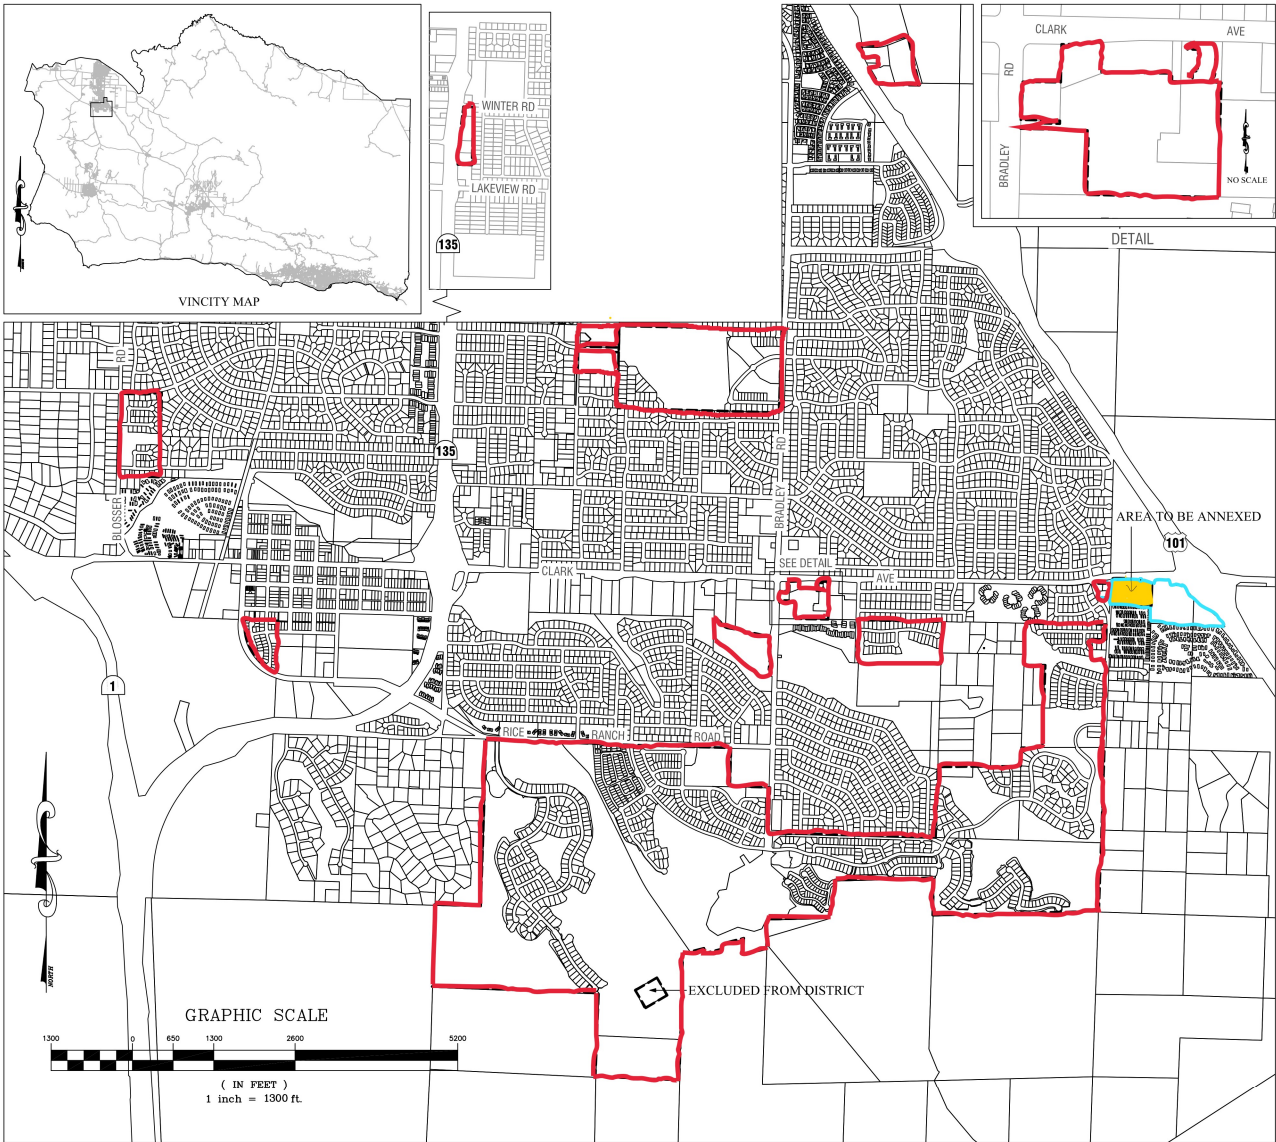 VINCITY MAP
WINTER RD
LAKEVIEW RD
135
CLARK AVE
BRADLEY RD
NO SCALE
DETAIL
RD
BLOSSER
135
BRADLEY RD
AREA TO BE ANNEXED
101
SEE DETAIL
CLARK AVE
1
RICE RANCH ROAD
EXCLUDED FROM DISTRICT
NORTH
GRAPHIC SCALE
1300 0 650 1300 2600 5200
( IN FEET )
1 inch = 1300 ft.